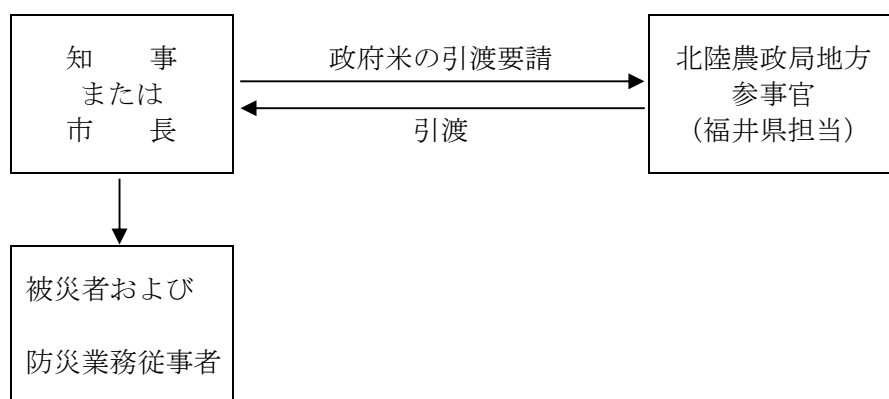 知　　事
または
市　　長
政府米の引渡要請
引渡
北陸農政局地方
参事官
（福井県担当）
被災者および
防災業務従事者